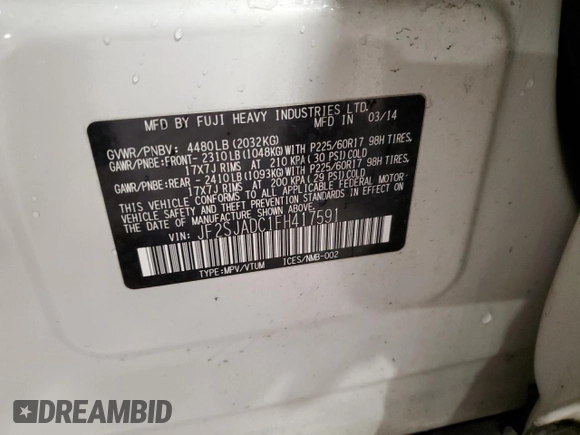 MFD BY FUJI HEAVY INDUSTRIES LTD.
MFD IN 03/14
GVWR/PNBV: 4480LB (2032KG)
GAWR/PNBE:FRONT-2310LB (1048KG)WITH P225/60R17 98H TIRES,
17X7J RIMS AT 210 KPA (30 PSI)COLD
GAWR/PNBE:REAR -2410LB (1093KG)WITH P225/60R17 98H TIRES,
17X7J RIMS AT 200 KPA (29 PSI)COLD
THIS VEHICLE CONFORMS TO ALL APPLICABLE FEDERAL MOTOR-
VEHICLE SAFETY AND THEFT PREVENTION STANDARDS IN EFFECT ON
THE DATE OF MANUFACTURE SHOWN ABOVE.
VIN: JF2SJADC1FH417591
TYPE:MPV/VTUM ICES/NMB-002
DREAMBID